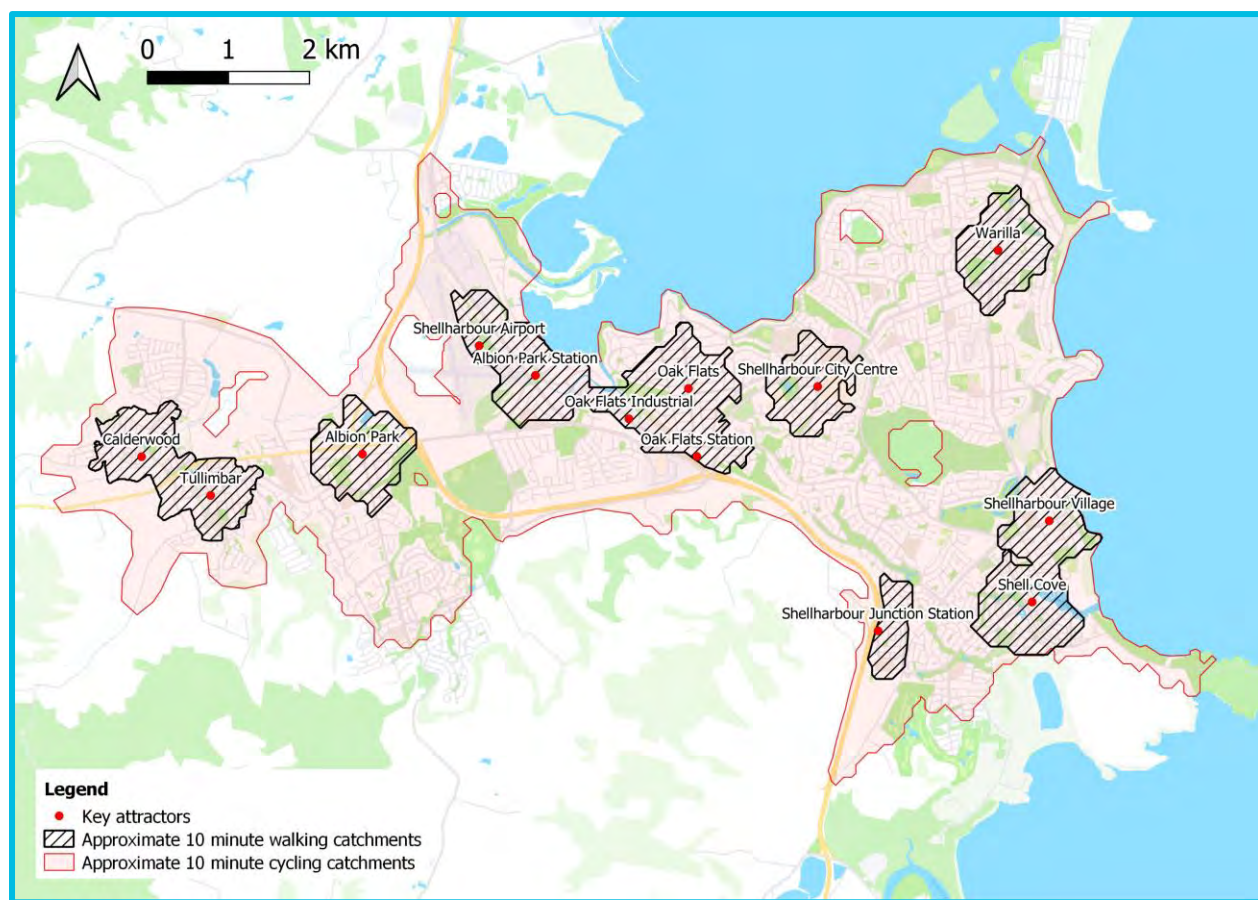 0 1 2 km
Warilla
Shellharbour Airport
Albion Park Station
Oak Flats
Shellharbour City Centre
Oak Flats Industrial
Calderwood
Albion Park
Oak Flats Station
Tullimbar
Shellharbour Village
Shell Cove
Shellharbour Junction Station
Legend
Key attractors
Approximate 10 minute walking catchments
Approximate 10 minute cycling catchments